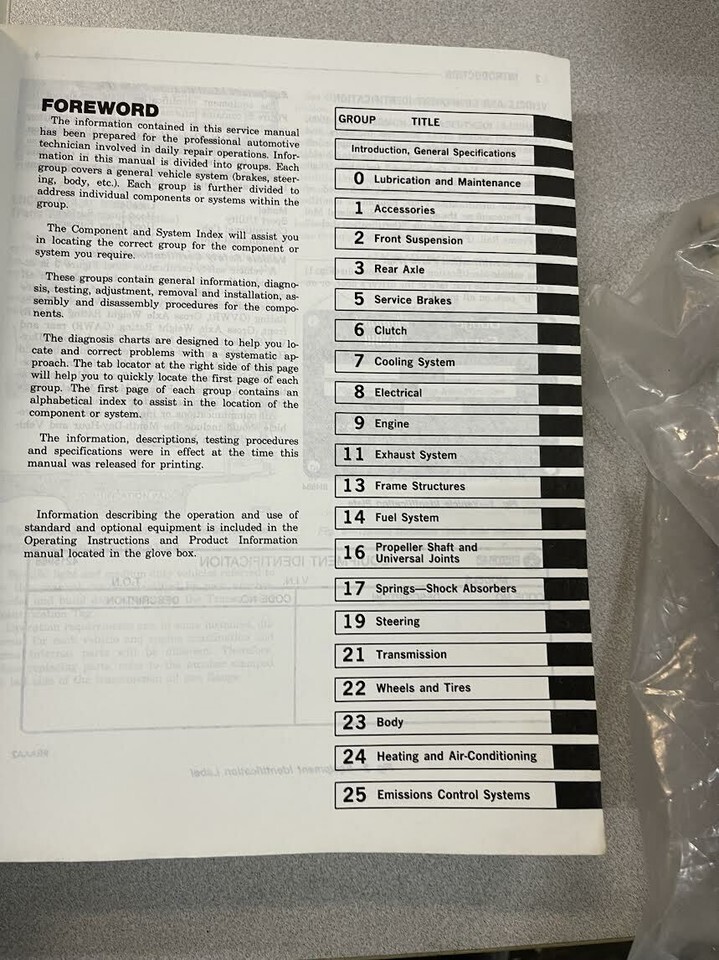 FOREWORD
The information contained in this service manual
has been prepared for the professional automotive
technician involved in daily repair operations. Infor-
mation in this manual is divided into groups. Each
group covers a general vehicle system (brakes, steer-
ing, body, etc.). Each group is further divided to
address individual components or systems within the
group.
The Component and System Index will assist you
in locating the correct group for the component or
system you require.
These groups contain general information, diagno-
sis, testing, adjustment, removal and installation, as-
sembly and disassembly procedures for the compo-
nents.
The diagnosis charts are designed to help you lo-
cate and correct problems with a systematic ap-
proach. The tab locator at the right side of this page
will help you to quickly locate the first page of each
group. The first page of each group contains an
alphabetical index to assist in the location of the
component or system.
The information, descriptions, testing procedures
and specifications were in effect at the time this
manual was released for printing.
Information describing the operation and use of
standard and optional equipment is included in the
Operating Instructions and Product Information
manual located in the glove box.
GROUP TITLE
Introduction, General Specifications
0 Lubrication and Maintenance
1 Accessories
2 Front Suspension
3 Rear Axle
5 Service Brakes
6 Clutch
7 Cooling System
8 Electrical
9 Engine
11 Exhaust System
13 Frame Structures
14 Fuel System
16 Propeller Shaft and
Universal Joints
17 Springs—Shock Absorbers
19 Steering
21 Transmission
22 Wheels and Tires
23 Body
24 Heating and Air-Conditioning
25 Emissions Control Systems